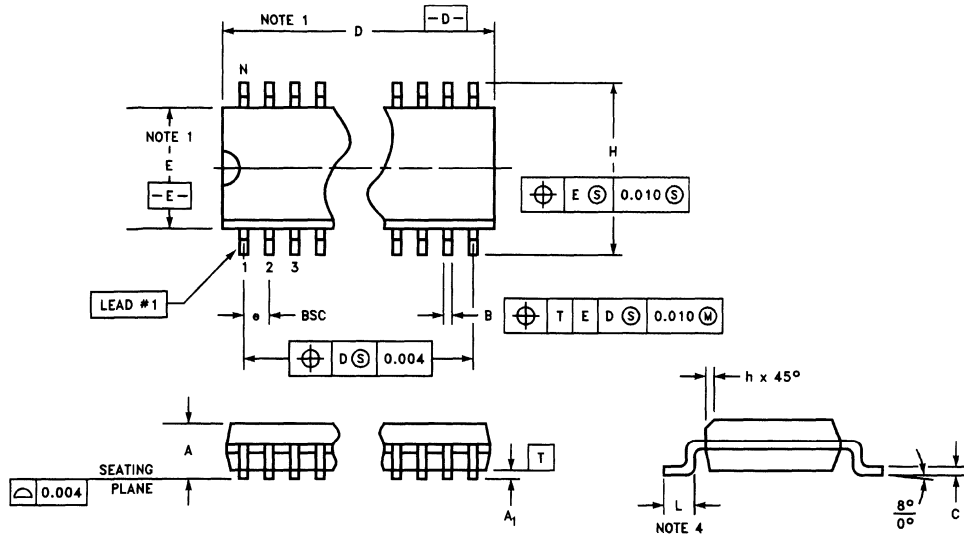 NOTE 1
D
-D-
N
NOTE 1
E
-E-
H
⌖ E Ⓢ 0.010 Ⓢ
1 2 3
LEAD #1
e BSC
B
⌖ T E D Ⓢ 0.010 Ⓜ
⌖ D Ⓢ 0.004
h x 45°
A
T
SEATING
PLANE
⌓ 0.004
A1
L
NOTE 4
8°
0°
C